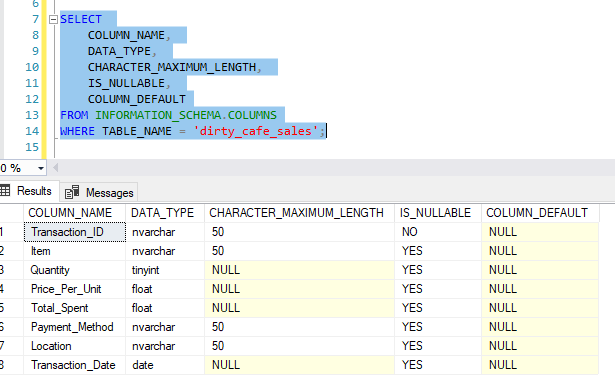 6
7 SELECT
8 COLUMN_NAME,
9 DATA_TYPE,
10 CHARACTER_MAXIMUM_LENGTH,
11 IS_NULLABLE,
12 COLUMN_DEFAULT
13 FROM INFORMATION_SCHEMA.COLUMNS
14 WHERE TABLE_NAME = 'dirty_cafe_sales';
15
0 %
Results Messages
COLUMN_NAME DATA_TYPE CHARACTER_MAXIMUM_LENGTH IS_NULLABLE COLUMN_DEFAULT
1 Transaction_ID nvarchar 50 NO NULL
2 Item nvarchar 50 YES NULL
3 Quantity tinyint NULL YES NULL
4 Price_Per_Unit float NULL YES NULL
5 Total_Spent float NULL YES NULL
6 Payment_Method nvarchar 50 YES NULL
7 Location nvarchar 50 YES NULL
8 Transaction_Date date NULL YES NULL